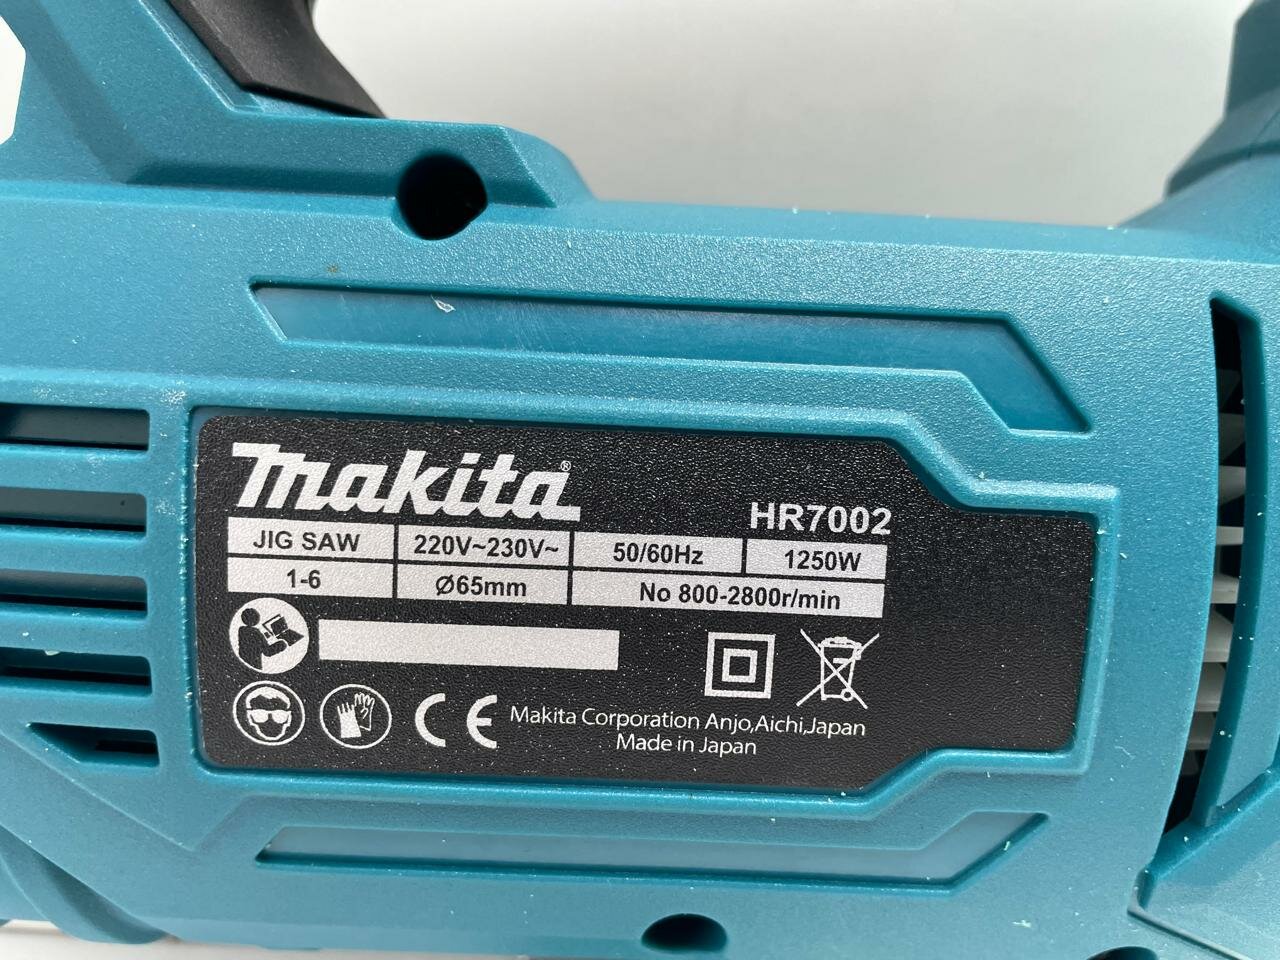 makita®
HR7002
JIG SAW 220V~230V~ 50/60Hz 1250W
1-6 Ø65mm No 800-2800r/min
CE Makita Corporation Anjo,Aichi,Japan
Made in Japan